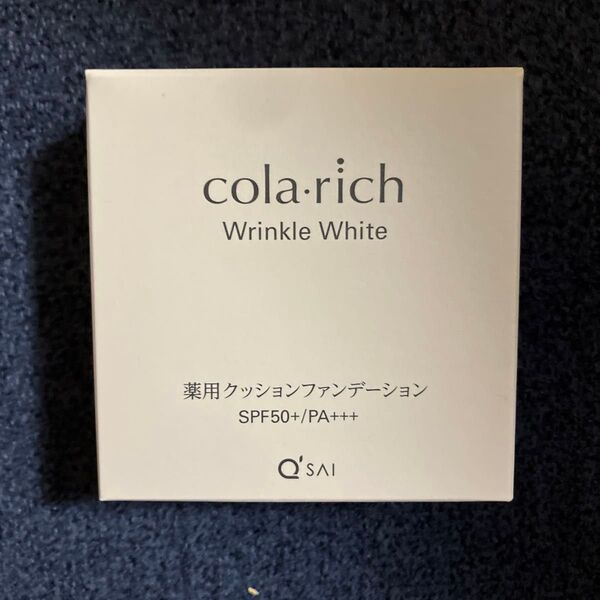 cola·rich
Wrinkle White
薬用クッションファンデーション
SPF50+/PA+++
Q'SAI